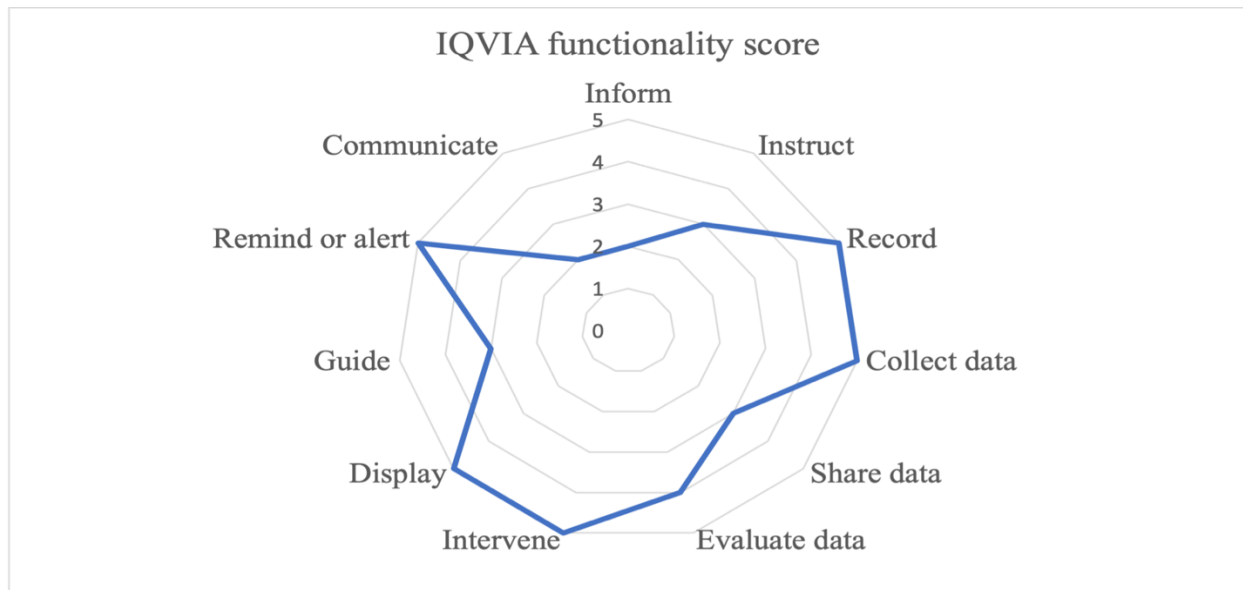 IQVIA functionality score
Inform
Communicate
Instruct
Remind or alert
Record
Guide
Collect data
Display
Share data
Intervene
Evaluate data
5
4
3
2
1
0